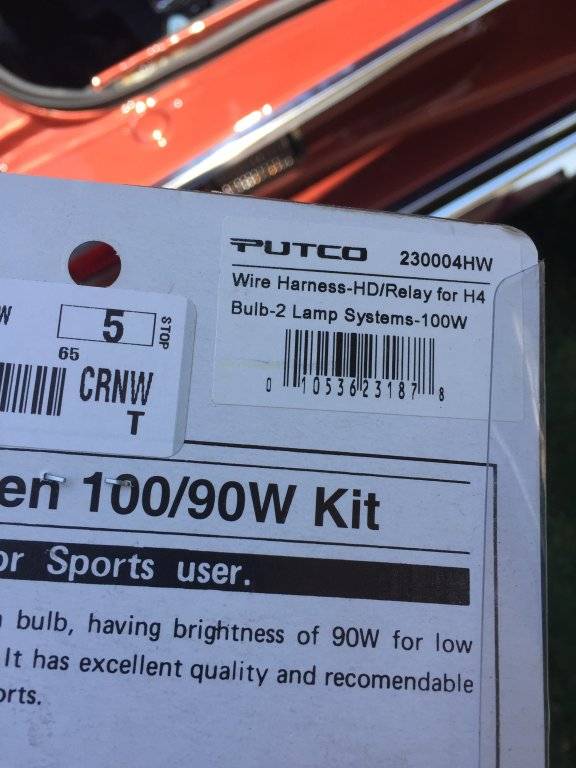 PUTCO 230004HW
Wire Harness-HD/Relay for H4
Bulb-2 Lamp Systems-100W
0 10536 23187 8
W
5 STOP
65
CRNW
T
en 100/90W Kit
or Sports user.
bulb, having brightness of 90W for low
It has excellent quality and recomendable
orts.